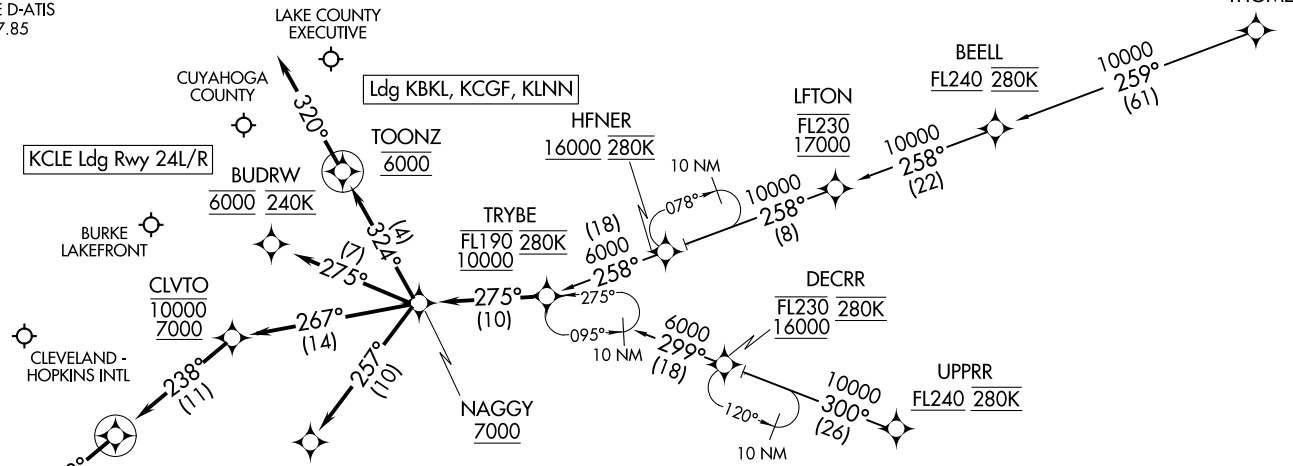 E D-ATIS
7.85
LAKE COUNTY
EXECUTIVE
CUYAHOGA
COUNTY
320°
Ldg KBKL, KCGF, KLNN
TOONZ
6000
KCLE Ldg Rwy 24L/R
BUDRW
6000 240K
BURKE
LAKEFRONT
(4)
324°
(7)
275°
CLVTO
10000
7000
267°
(14)
CLEVELAND -
HOPKINS INTL
238°
(11)
257°
(10)
NAGGY
7000
TRYBE
FL190 280K
10000
275°
(10)
HFNER
16000 280K
10 NM
078°
(18)
6000
258°
275°
095°
10 NM
LFTON
FL230
17000
10000
258°
(8)
BEELL
FL240 280K
10000
258°
(22)
10000
259°
(61)
DECRR
FL230 280K
16000
6000
299°
(18)
120°
10 NM
UPPRR
FL240 280K
10000
300°
(26)